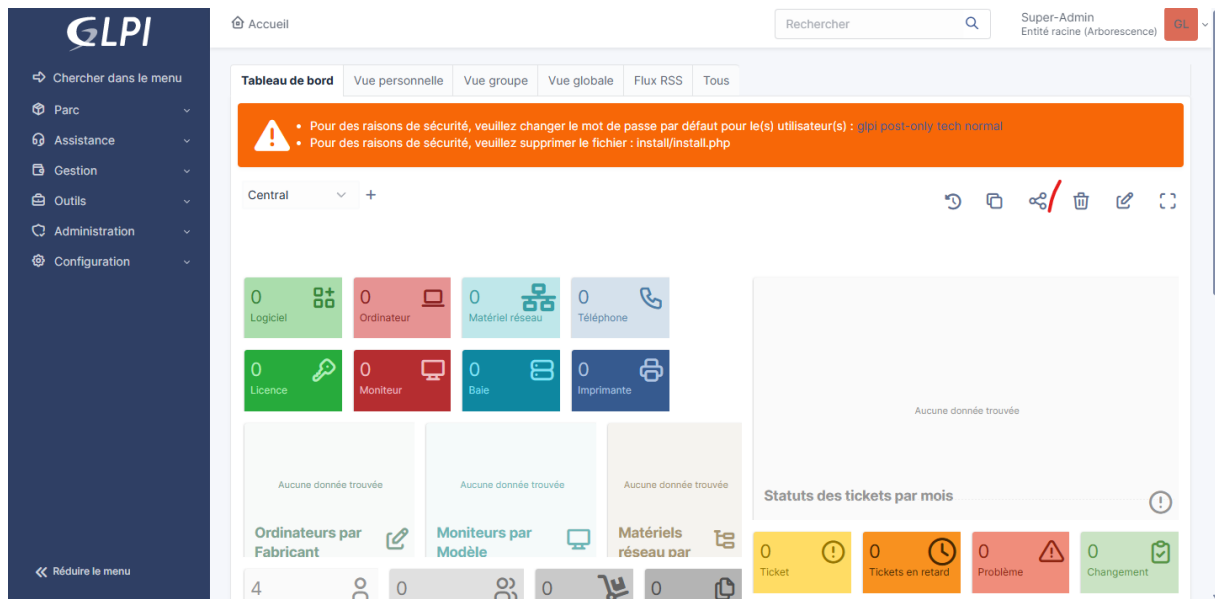 GLPI
Accueil
Rechercher
Super-Admin
Entité racine (Arborescence)
GL
Chercher dans le menu
Parc
Assistance
Gestion
Outils
Administration
Configuration
Réduire le menu
Tableau de bord Vue personnelle Vue groupe Vue globale Flux RSS Tous
• Pour des raisons de sécurité, veuillez changer le mot de passe par défaut pour le(s) utilisateur(s) : glpi post-only tech normal
• Pour des raisons de sécurité, veuillez supprimer le fichier : install/install.php
Central
0
Logiciel
0
Ordinateur
0
Matériel réseau
0
Téléphone
0
Licence
0
Moniteur
0
Baie
0
Imprimante
Aucune donnée trouvée
Ordinateurs par
Fabricant
Aucune donnée trouvée
Moniteurs par
Modèle
Aucune donnée trouvée
Matériels
réseau par
Aucune donnée trouvée
Statuts des tickets par mois
4
0
0
0
0
Ticket
0
Tickets en retard
0
Problème
0
Changement